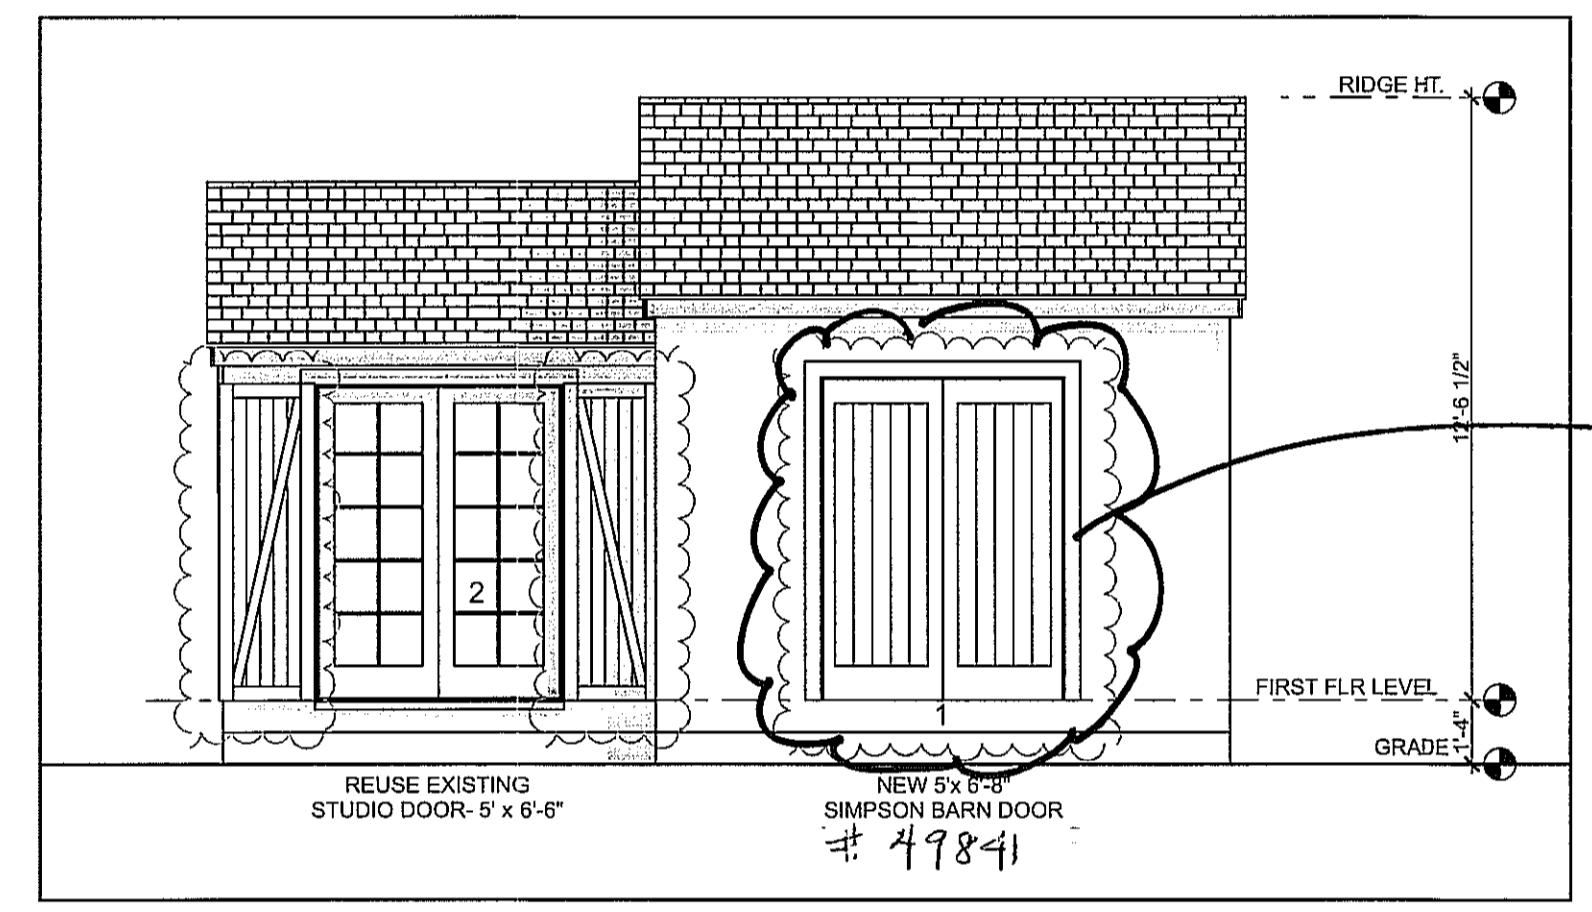 RIDGE HT.
12'-6 1/2"
2
FIRST FLR LEVEL
1
GRADE
1'-4"
REUSE EXISTING
STUDIO DOOR- 5' x 6'-6"
NEW 5'x 6'-8"
SIMPSON BARN DOOR
# 49841